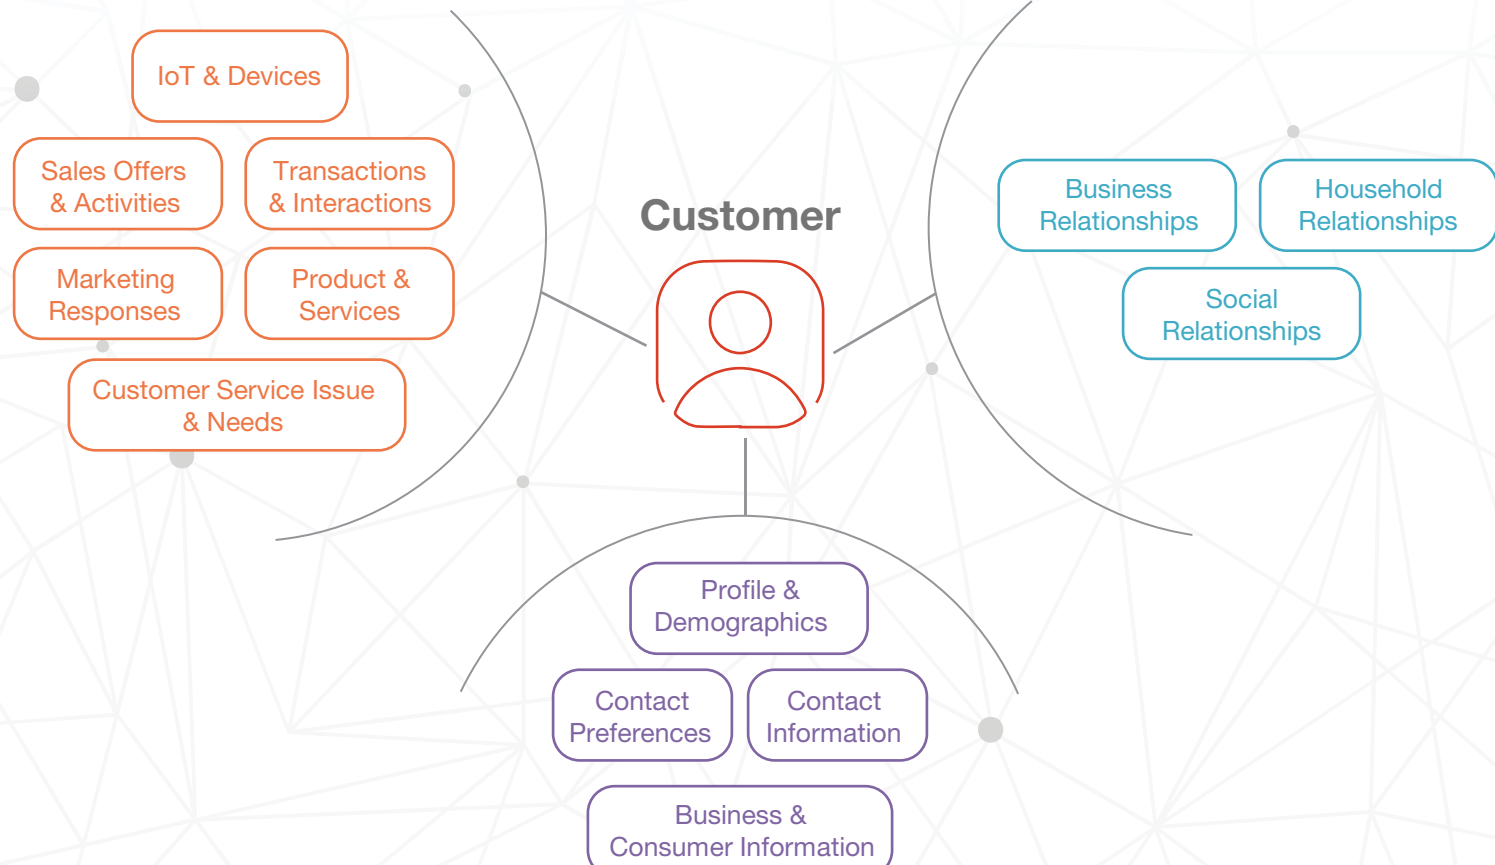 IoT & Devices
Sales Offers
& Activities
Transactions
& Interactions
Marketing
Responses
Product &
Services
Customer Service Issue
& Needs
Customer
Business
Relationships
Household
Relationships
Social
Relationships
Profile &
Demographics
Contact
Preferences
Contact
Information
Business &
Consumer Information